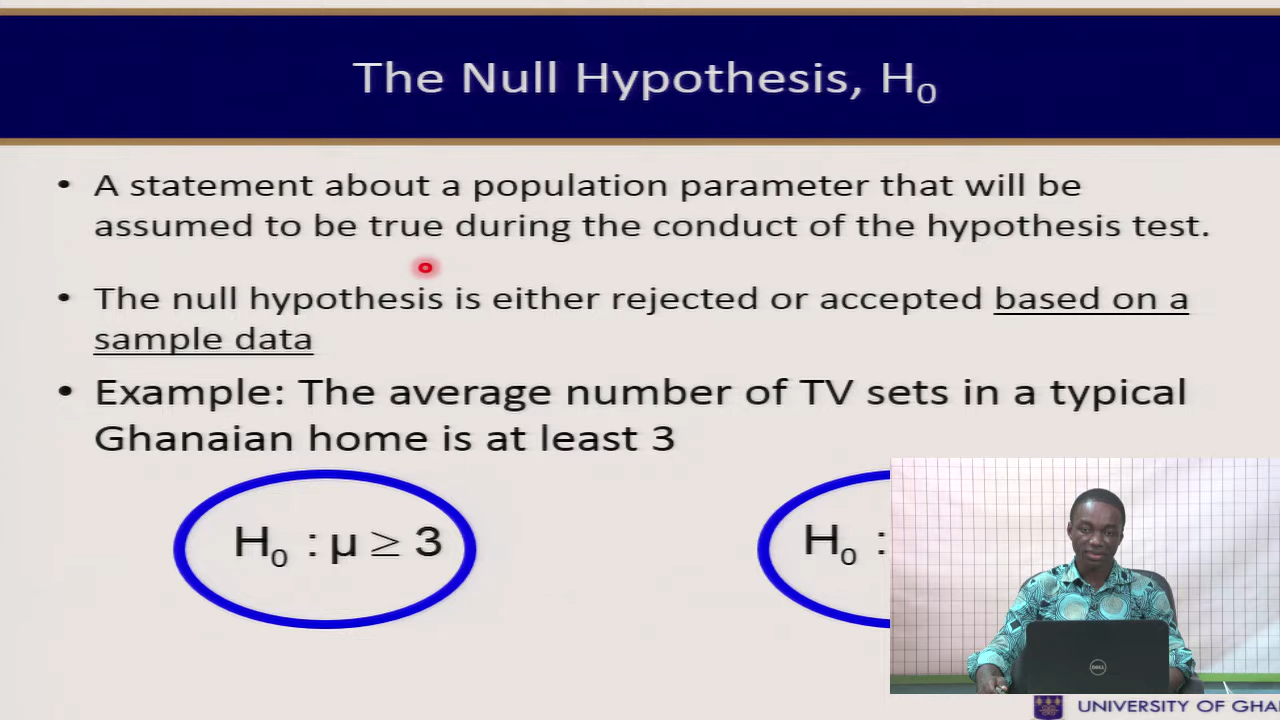 The Null Hypothesis, H₀
• A statement about a population parameter that will be
assumed to be true during the conduct of the hypothesis test.
• The null hypothesis is either rejected or accepted based on a
sample data
• Example: The average number of TV sets in a typical
Ghanaian home is at least 3
H₀ : μ ≥ 3
H₀ :
DELL
UNIVERSITY OF GHA